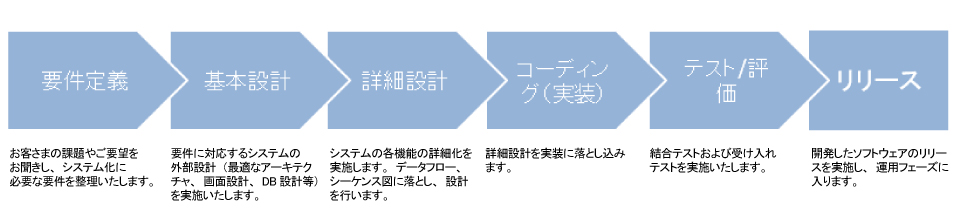 要件定義
基本設計
詳細設計
コーディン
グ（実装）
テスト/評
価
リリース
お客さまの課題やご要望を
お聞きし、システム化に
必要な要件を整理いたします。
要件に対応するシステムの
外部設計（最適なアーキテク
チャ、画面設計、DB 設計等）
を実施いたします。
システムの各機能の詳細化を
実施します。データフロー、
シーケンス図に落とし、設計
を行います。
詳細設計を実装に落とし込み
ます。
結合テストおよび受け入れ
テストを実施いたします。
開発したソフトウェアのリリー
スを実施し、運用フェーズに
入ります。